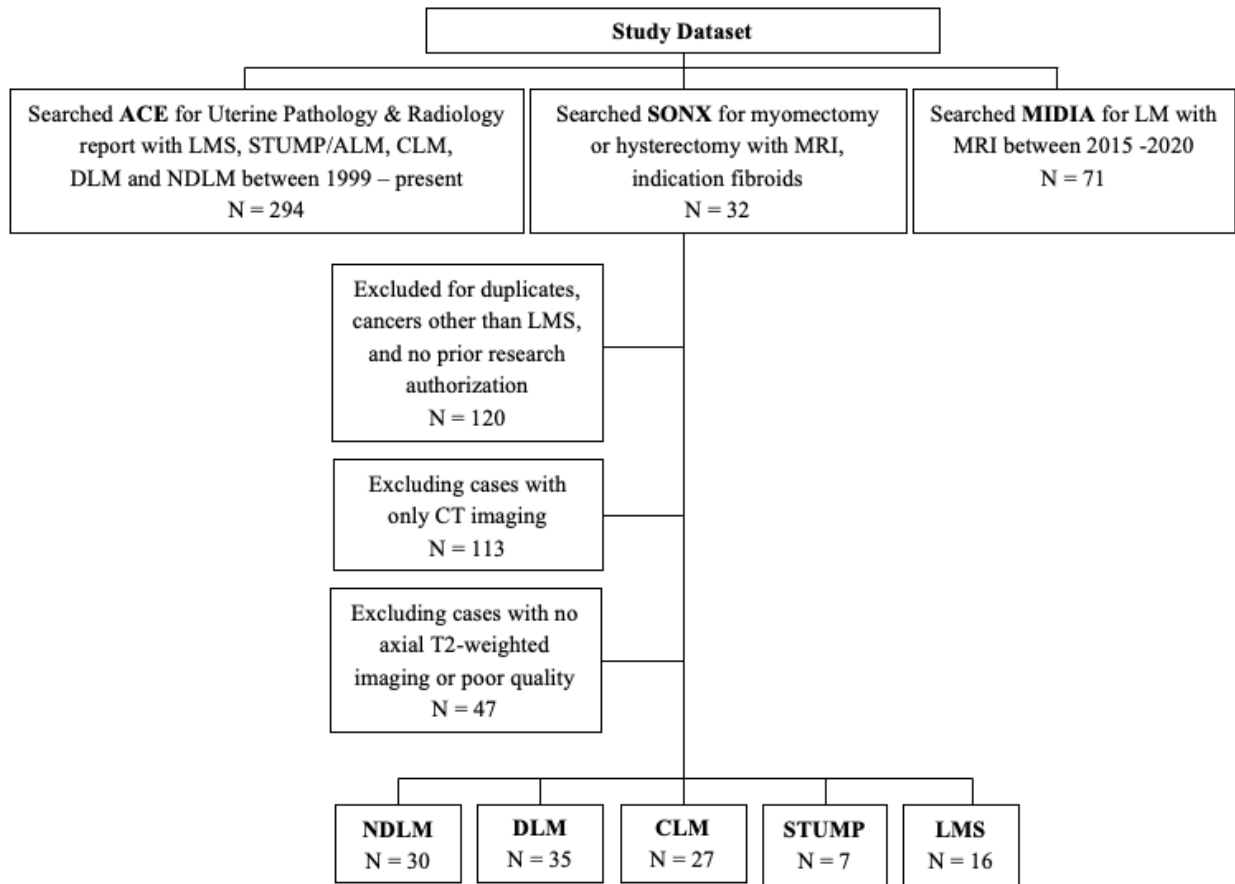 Study Dataset
Searched ACE for Uterine Pathology & Radiology
report with LMS, STUMP/ALM, CLM,
DLM and NDLM between 1999 – present
N = 294
Searched SONX for myomectomy
or hysterectomy with MRI,
indication fibroids
N = 32
Searched MIDIA for LM with
MRI between 2015 -2020
N = 71
Excluded for duplicates,
cancers other than LMS,
and no prior research
authorization
N = 120
Excluding cases with
only CT imaging
N = 113
Excluding cases with no
axial T2-weighted
imaging or poor quality
N = 47
NDLM
N = 30
DLM
N = 35
CLM
N = 27
STUMP
N = 7
LMS
N = 16